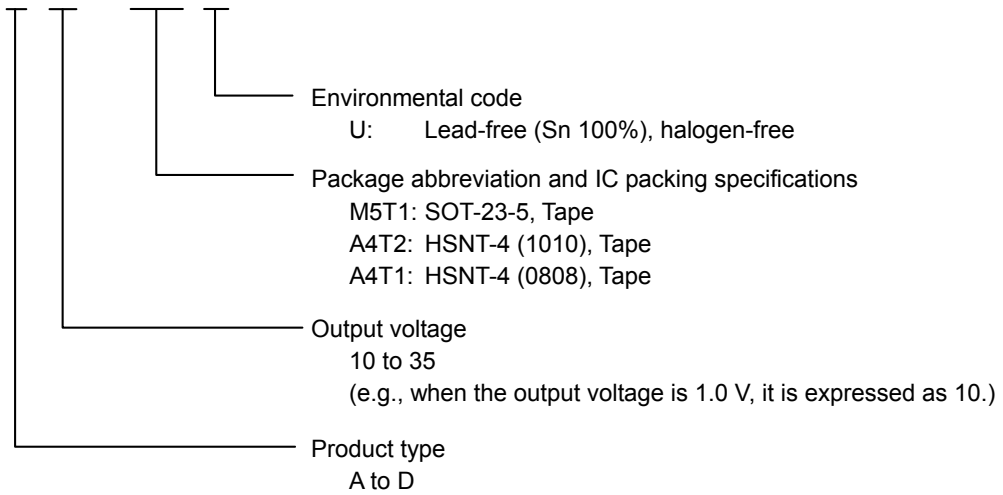 Environmental code
U: Lead-free (Sn 100%), halogen-free
Package abbreviation and IC packing specifications
M5T1: SOT-23-5, Tape
A4T2: HSNT-4 (1010), Tape
A4T1: HSNT-4 (0808), Tape
Output voltage
10 to 35
(e.g., when the output voltage is 1.0 V, it is expressed as 10.)
Product type
A to D